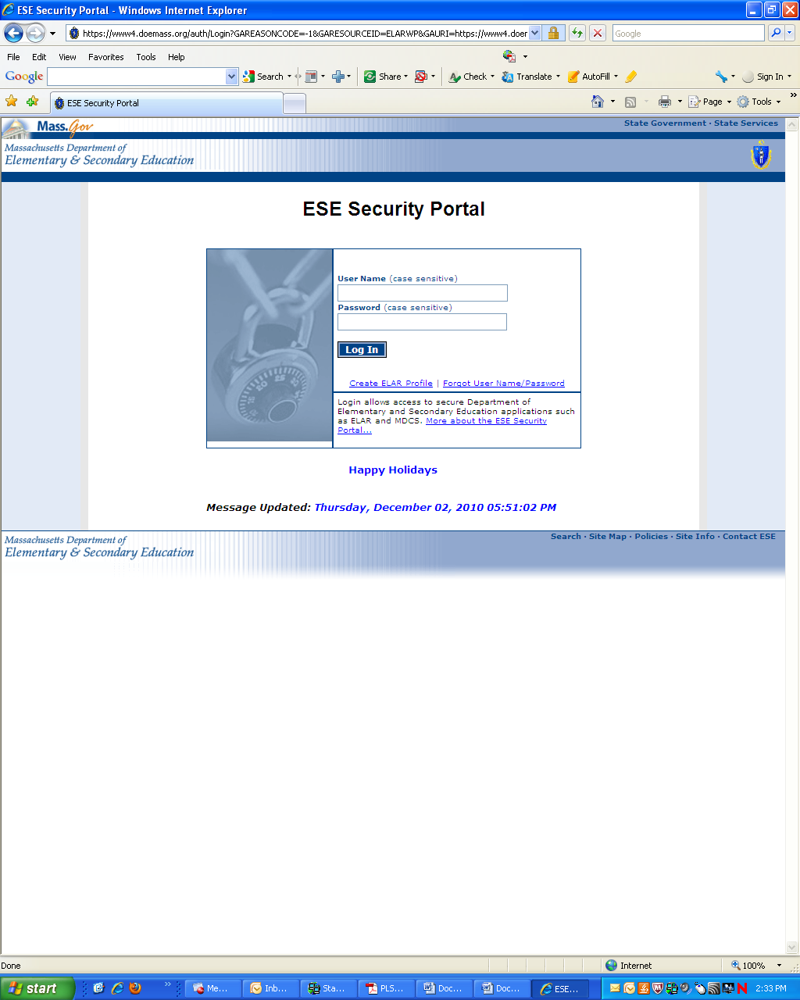 ESE Security Portal - Windows Internet Explorer
https://www4.doemass.org/auth/Login?GAREASONCODE=-1&GARESOURCEID=ELARWP&GAURI=https://www4.doer
Google
File Edit View Favorites Tools Help
Google Search Share Check Translate AutoFill Sign In
ESE Security Portal Page Tools »
Mass.Gov State Government · State Services
Massachusetts Department of
Elementary & Secondary Education
ESE Security Portal
User Name (case sensitive)
Password (case sensitive)
Log In
Create ELAR Profile | Forgot User Name/Password
Login allows access to secure Department of
Elementary and Secondary Education applications such
as ELAR and MDCS. More about the ESE Security
Portal...
Happy Holidays
Message Updated: Thursday, December 02, 2010 05:51:02 PM
Massachusetts Department of
Elementary & Secondary Education
Search · Site Map · Policies · Site Info · Contact ESE
Done Internet 100%
start Me... Inb... Sta... PLS... Doc... Doc... ESE... 2:33 PM